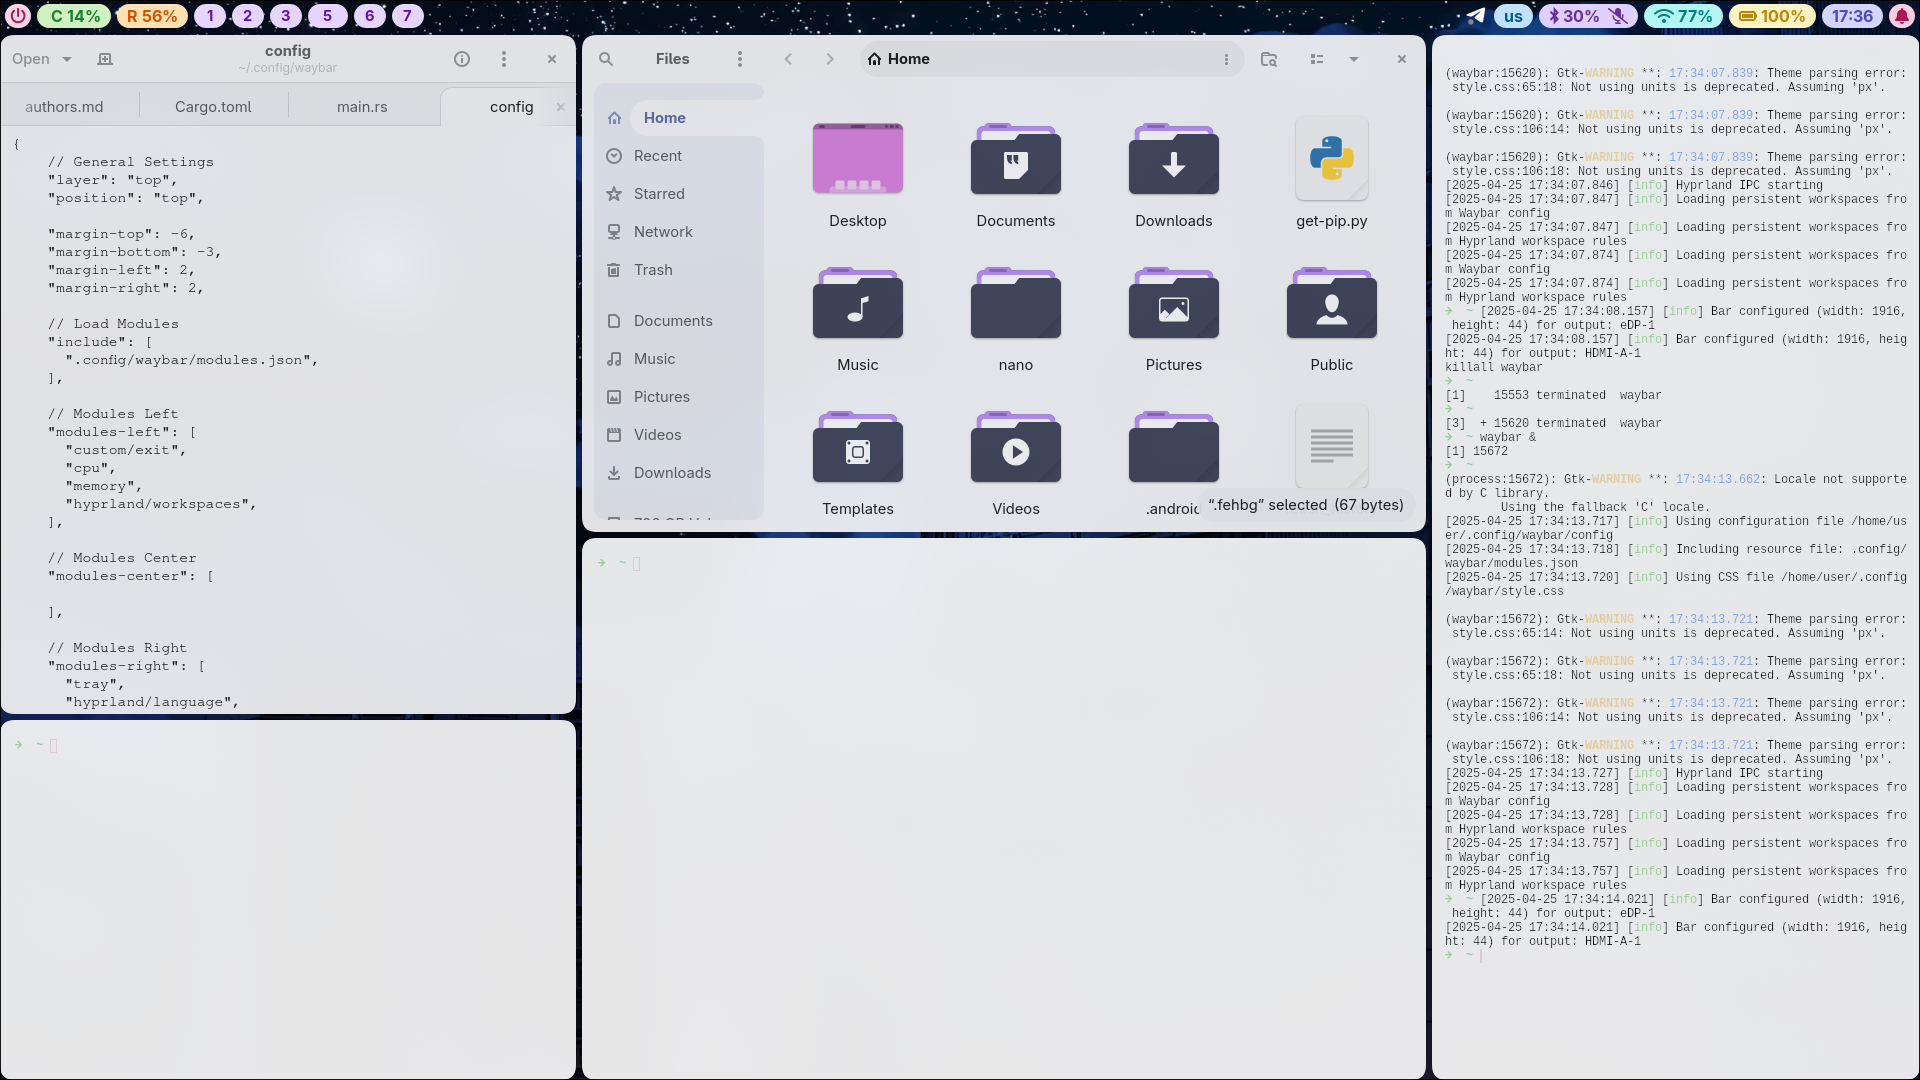 C 14% R 56% 1 2 3 5 6 7
us 30% 77% 100% 17:36
Open
config
~/.config/waybar
authors.md Cargo.toml main.rs config
{
// General Settings
"layer": "top",
"position": "top",
"margin-top": -6,
"margin-bottom": -3,
"margin-left": 2,
"margin-right": 2,
// Load Modules
"include": [
".config/waybar/modules.json",
],
// Modules Left
"modules-left": [
"custom/exit",
"cpu",
"memory",
"hyprland/workspaces",
],
// Modules Center
"modules-center": [
],
// Modules Right
"modules-right": [
"tray",
"hyprland/language",
➜ ~
Files
Home
Home
Recent
Starred
Network
Trash
Documents
Music
Pictures
Videos
Downloads
Desktop Documents Downloads get-pip.py
Music nano Pictures Public
Templates Videos .android
“.fehbg” selected (67 bytes)
➜ ~
(waybar:15620): Gtk-WARNING **: 17:34:07.839: Theme parsing error:
style.css:65:18: Not using units is deprecated. Assuming 'px'.
(waybar:15620): Gtk-WARNING **: 17:34:07.839: Theme parsing error:
style.css:106:14: Not using units is deprecated. Assuming 'px'.
(waybar:15620): Gtk-WARNING **: 17:34:07.839: Theme parsing error:
style.css:106:18: Not using units is deprecated. Assuming 'px'.
[2025-04-25 17:34:07.846] [info] Hyprland IPC starting
[2025-04-25 17:34:07.847] [info] Loading persistent workspaces fro
m Waybar config
[2025-04-25 17:34:07.847] [info] Loading persistent workspaces fro
m Hyprland workspace rules
[2025-04-25 17:34:07.874] [info] Loading persistent workspaces fro
m Waybar config
[2025-04-25 17:34:07.874] [info] Loading persistent workspaces fro
m Hyprland workspace rules
➜ ~ [2025-04-25 17:34:08.157] [info] Bar configured (width: 1916,
height: 44) for output: eDP-1
[2025-04-25 17:34:08.157] [info] Bar configured (width: 1916, heig
ht: 44) for output: HDMI-A-1
killall waybar
➜ ~
[1] 15553 terminated waybar
➜ ~
[3] + 15620 terminated waybar
➜ ~ waybar &
[1] 15672
➜ ~
(process:15672): Gtk-WARNING **: 17:34:13.662: Locale not supporte
d by C library.
Using the fallback 'C' locale.
[2025-04-25 17:34:13.717] [info] Using configuration file /home/us
er/.config/waybar/config
[2025-04-25 17:34:13.718] [info] Including resource file: .config/
waybar/modules.json
[2025-04-25 17:34:13.720] [info] Using CSS file /home/user/.config
/waybar/style.css
(waybar:15672): Gtk-WARNING **: 17:34:13.721: Theme parsing error:
style.css:65:14: Not using units is deprecated. Assuming 'px'.
(waybar:15672): Gtk-WARNING **: 17:34:13.721: Theme parsing error:
style.css:65:18: Not using units is deprecated. Assuming 'px'.
(waybar:15672): Gtk-WARNING **: 17:34:13.721: Theme parsing error:
style.css:106:14: Not using units is deprecated. Assuming 'px'.
(waybar:15672): Gtk-WARNING **: 17:34:13.721: Theme parsing error:
style.css:106:18: Not using units is deprecated. Assuming 'px'.
[2025-04-25 17:34:13.727] [info] Hyprland IPC starting
[2025-04-25 17:34:13.728] [info] Loading persistent workspaces fro
m Waybar config
[2025-04-25 17:34:13.728] [info] Loading persistent workspaces fro
m Hyprland workspace rules
[2025-04-25 17:34:13.757] [info] Loading persistent workspaces fro
m Waybar config
[2025-04-25 17:34:13.757] [info] Loading persistent workspaces fro
m Hyprland workspace rules
➜ ~ [2025-04-25 17:34:14.021] [info] Bar configured (width: 1916,
height: 44) for output: eDP-1
[2025-04-25 17:34:14.021] [info] Bar configured (width: 1916, heig
ht: 44) for output: HDMI-A-1
➜ ~